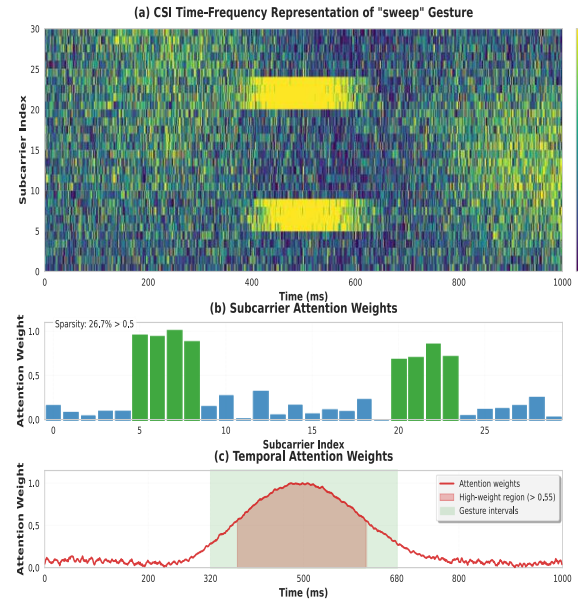 (a) CSI Time-Frequency Representation of "sweep" Gesture
Subcarrier Index
30
25
20
15
10
5
0
0 200 400 600 800 1000
Time (ms)
(b) Subcarrier Attention Weights
Attention Weight
Sparsity: 26,7% > 0,5
1.0
0,5
0,0
0 5 10 15 20 25
Subcarrier Index
(c) Temporal Attention Weights
Attention Weight
1.0
0,5
0,0
Attention weights
High-weight region (> 0,55)
Gesture intervals
0 200 320 500 680 800 1000
Time (ms)